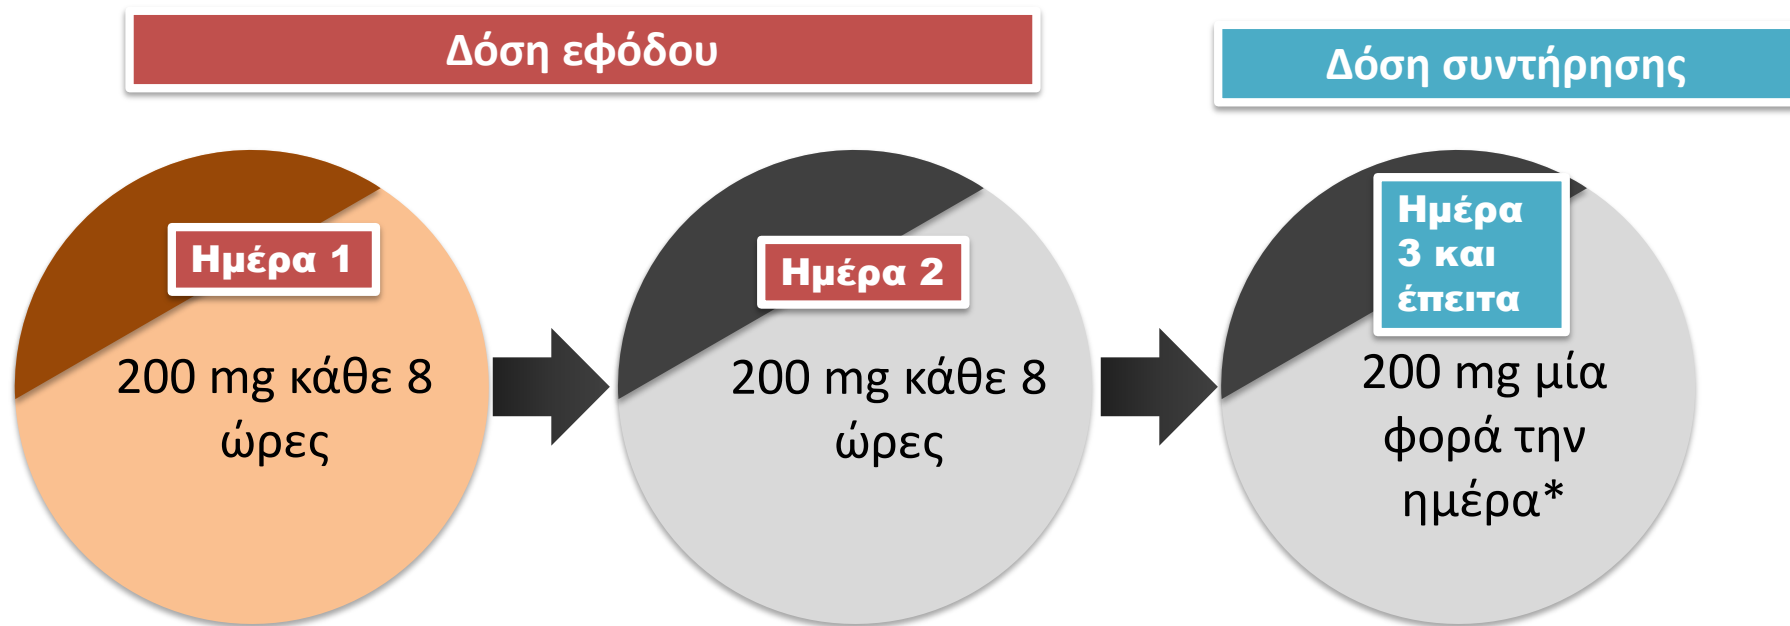 Δόση εφόδου
Δόση συντήρησης
Ημέρα 1
200 mg κάθε 8
ώρες
Ημέρα 2
200 mg κάθε 8
ώρες
Ημέρα
3 και
έπειτα
200 mg μία
φορά την
ημέρα*